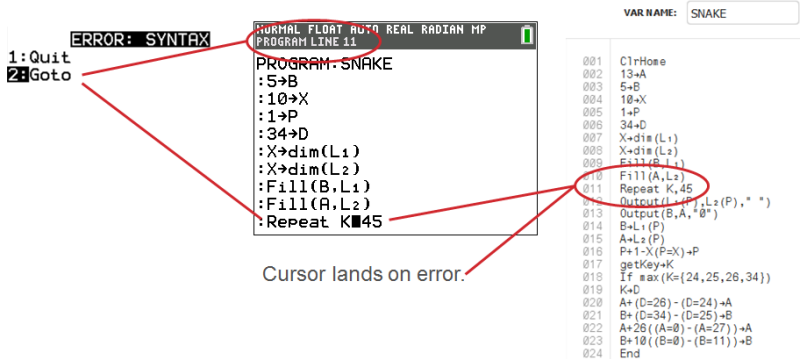 ERROR: SYNTAX
1:Quit
2:Goto
NORMAL FLOAT AUTO REAL RADIAN MP
PROGRAM LINE 11
PROGRAM:SNAKE
:5→B
:10→X
:1→P
:34→D
:X→dim(L₁)
:X→dim(L₂)
:Fill(B,L₁)
:Fill(A,L₂)
:Repeat K■45
Cursor lands on error.
VAR NAME: SNAKE
001 ClrHome
002 13→A
003 5→B
004 10→X
005 1→P
006 34→D
007 X→dim(L₁)
008 X→dim(L₂)
009 Fill(B,L₁)
010 Fill(A,L₂)
011 Repeat K,45
012 Output(L₁(P),L₂(P)," ")
013 Output(B,A,"0")
014 B→L₁(P)
015 A→L₂(P)
016 P+1-X(P=X)→P
017 getKey→K
018 If max(K={24,25,26,34})
019 K→D
020 A+(D=26)-(D=24)→A
021 B+(D=34)-(D=25)→B
022 A+26((A=0)-(A=27))→A
023 B+10((B=0)-(B=11))→B
024 End